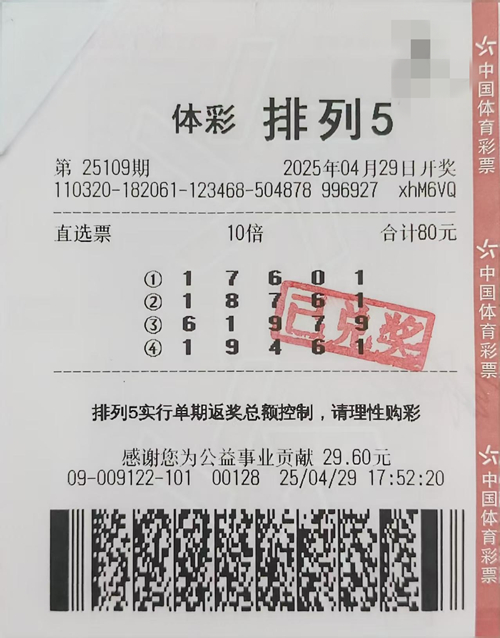 体彩 排列5
第 25109期 2025年04月29日开奖
110320-182061-123468-504878 996927 xhM6VQ
直选票 10倍 合计80元
① 1 7 6 0 1
② 1 8 7 6 1
③ 6 1 9 7 9
④ 1 9 4 6 1
已兑奖
排列5实行单期返奖总额控制，请理性购彩
感谢您为公益事业贡献 29.60元
09-009122-101 00128 25/04/29 17:52:20
中国体育彩票
中国体育彩票
中国体育彩票